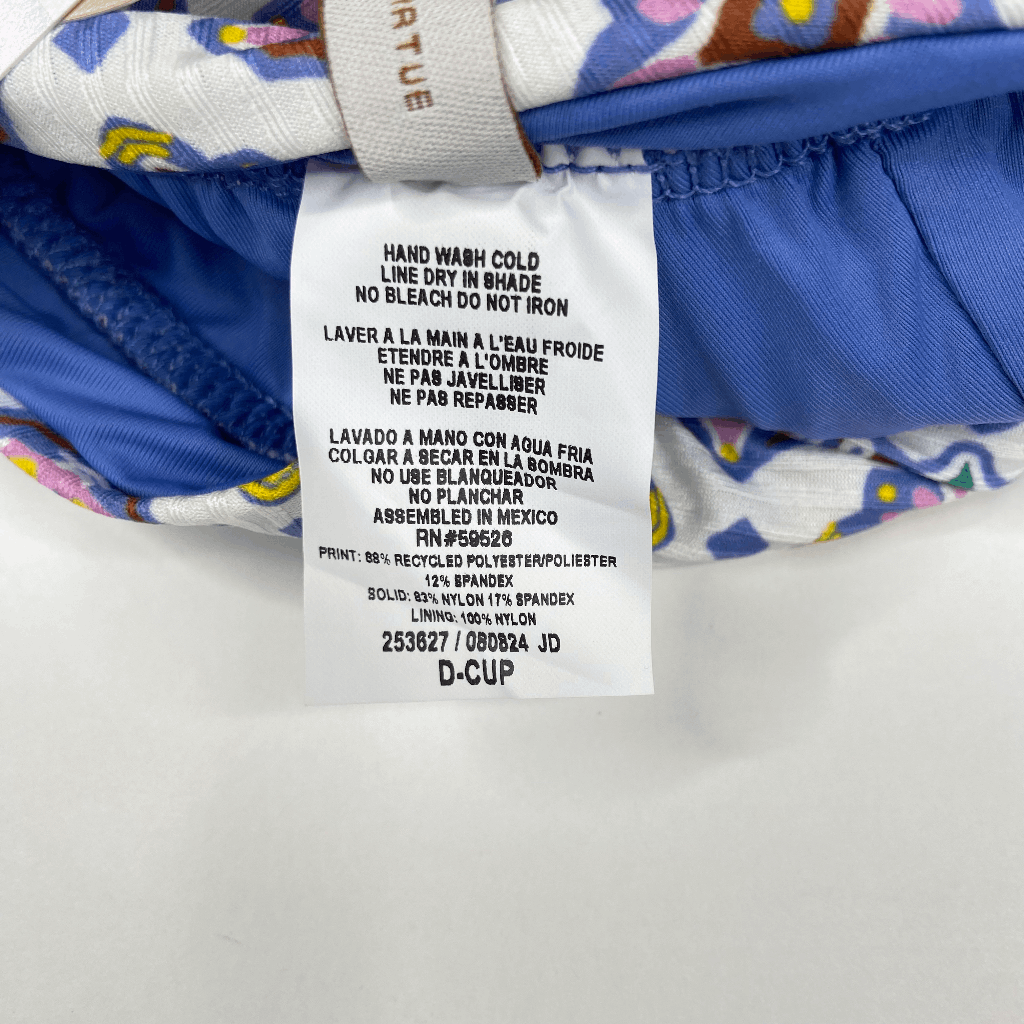 RTUE
HAND WASH COLD
LINE DRY IN SHADE
NO BLEACH DO NOT IRON
LAVER A LA MAIN A L'EAU FROIDE
ETENDRE A L'OMBRE
NE PAS JAVELLISER
NE PAS REPASSER
LAVADO A MANO CON AGUA FRIA
COLGAR A SECAR EN LA SOMBRA
NO USE BLANQUEADOR
NO PLANCHAR
ASSEMBLED IN MEXICO
RN#59526
PRINT: 88% RECYCLED POLYESTER/POLIESTER
12% SPANDEX
SOLID: 83% NYLON 17% SPANDEX
LINING: 100% NYLON
253627 / 080824 JD
D-CUP